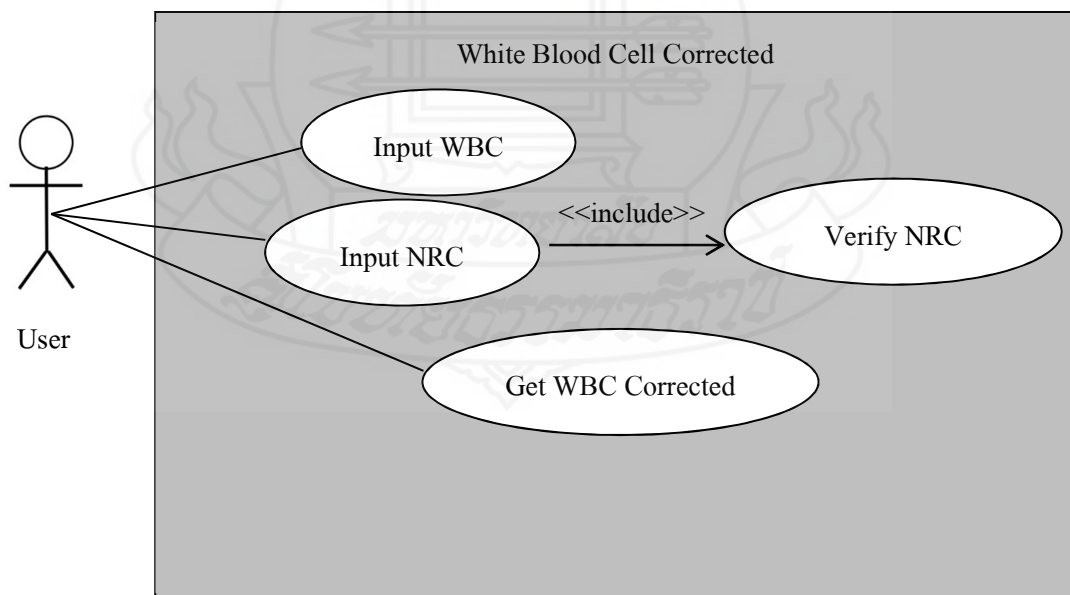 White Blood Cell Corrected
Input WBC
<<include>>
Input NRC
Verify NRC
User
Get WBC Corrected